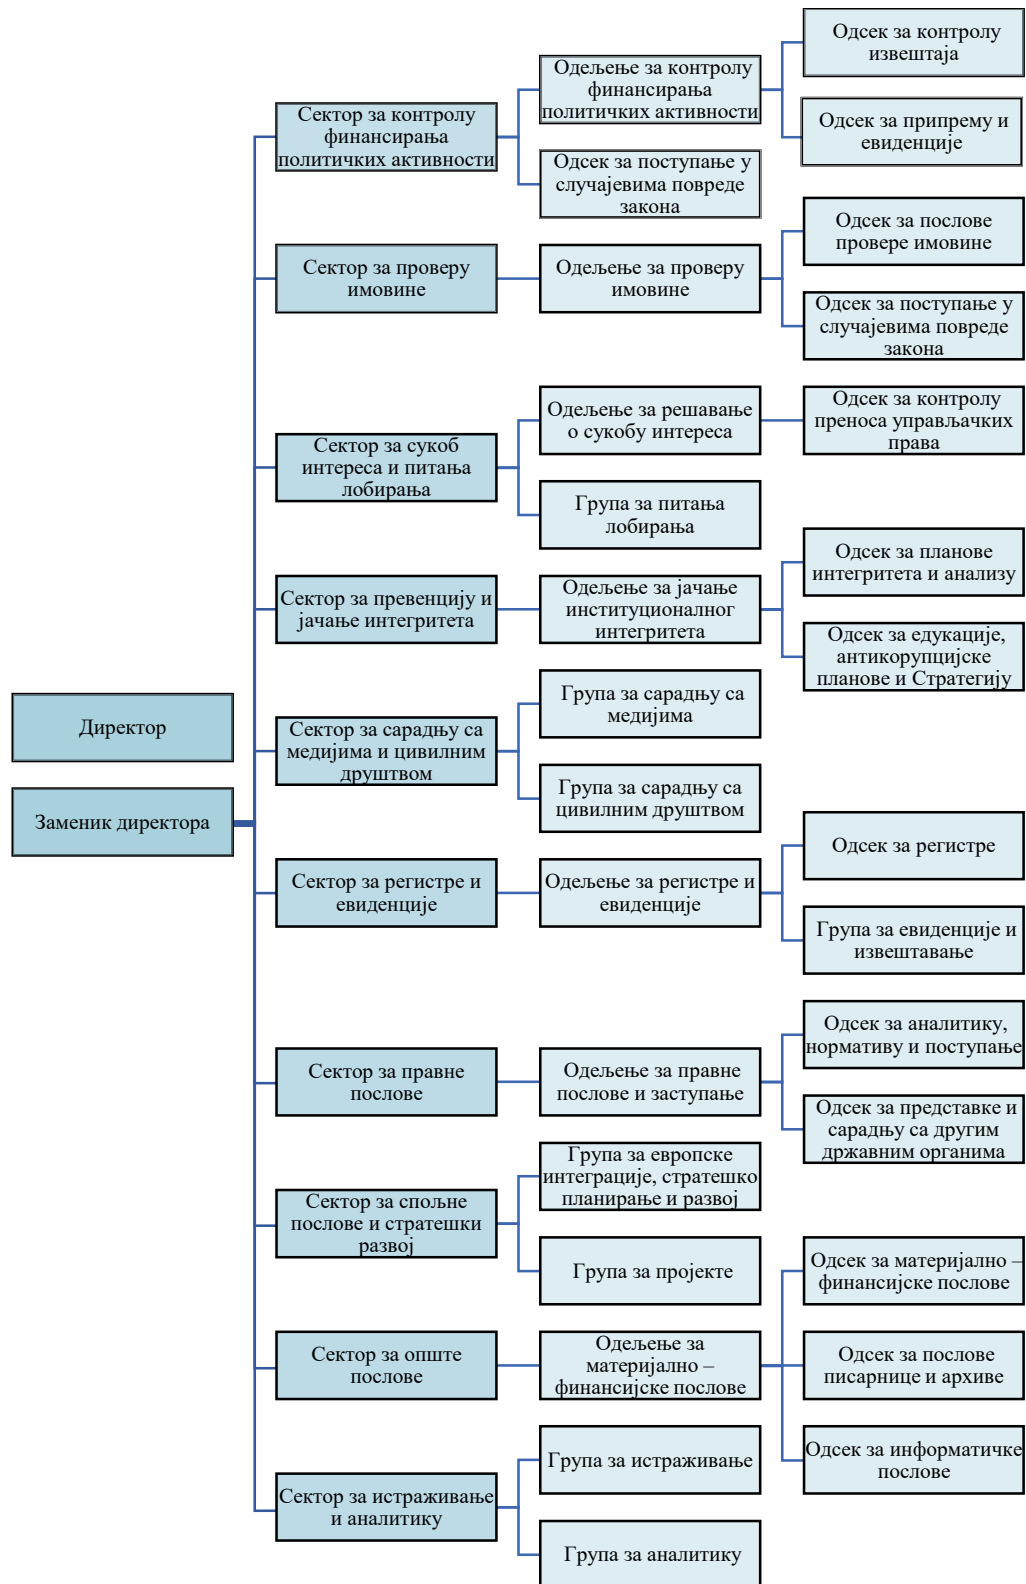 Директор
Заменик директора
Сектор за контролу
финансирања
политичких активности
Одељење за контролу
финансирања
политичких активности
Одсек за контролу
извештаја
Одсек за припрему и
евиденције
Одсек за поступање у
случајевима повреде
закона
Сектор за проверу
имовине
Одељење за проверу
имовине
Одсек за послове
провере имовине
Одсек за поступање у
случајевима повреде
закона
Сектор за сукоб
интереса и питања
лобирања
Одељење за решавање
о сукобу интереса
Одсек за контролу
преноса управљачких
права
Група за питања
лобирања
Сектор за превенцију и
јачање интегритета
Одељење за јачање
институционалног
интегритета
Одсек за планове
интегритета и анализу
Одсек за едукације,
антикорупцијске
планове и Стратегију
Сектор за сарадњу са
медијима и цивилним
друштвом
Група за сарадњу са
медијима
Група за сарадњу са
цивилним друштвом
Сектор за регистре и
евиденције
Одељење за регистре и
евиденције
Одсек за регистре
Група за евиденције и
извештавање
Сектор за правне
послове
Одељење за правне
послове и заступање
Одсек за аналитику,
нормативу и поступање
Одсек за представке и
сарадњу са другим
државним органима
Сектор за спољне
послове и стратешки
развој
Група за европске
интеграције, стратешко
планирање и развој
Група за пројекте
Сектор за опште
послове
Одељење за
материјално –
финансијске послове
Одсек за материјално –
финансијске послове
Одсек за послове
писарнице и архиве
Одсек за информатичке
послове
Сектор за истраживање
и аналитику
Група за истраживање
Група за аналитику